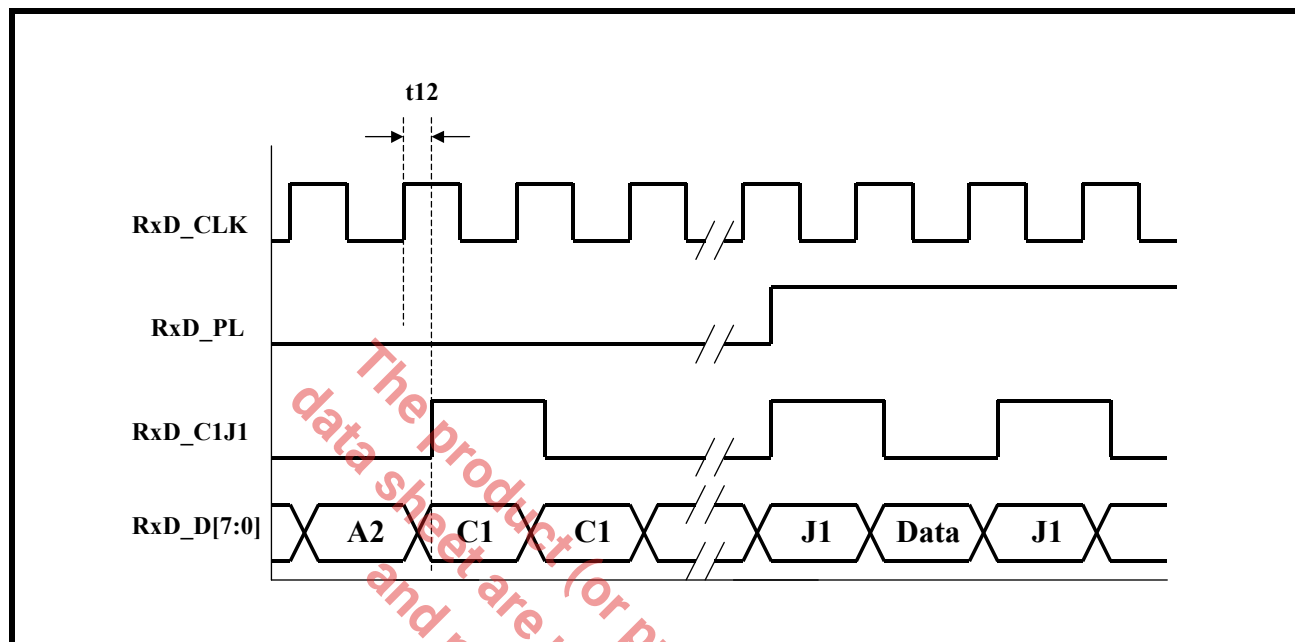 t12
RxD_CLK
RxD_PL
RxD_C1J1
RxD_D[7:0]
A2
C1
C1
J1
Data
J1
The product (or pr
data sheet are
and